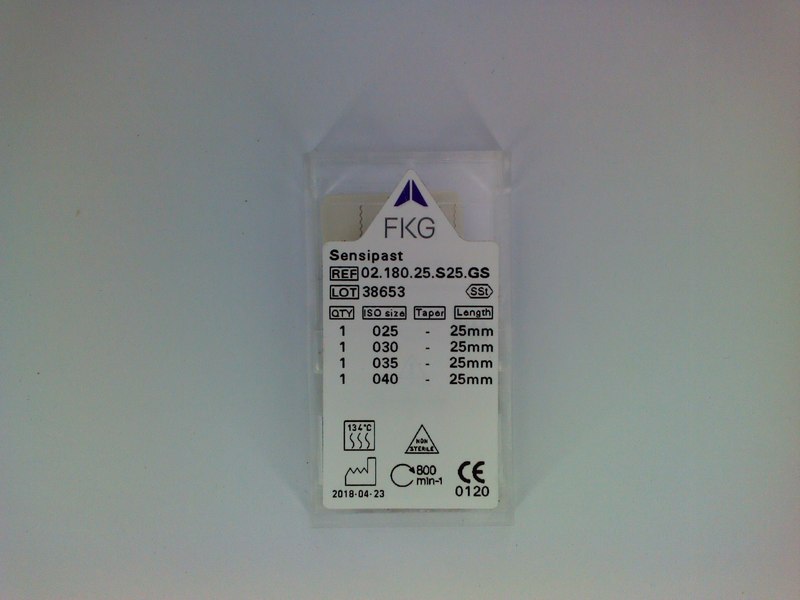 FKG
Sensipast
REF 02.180.25.S25.GS
LOT 38653 SSt
QTY ISO size Taper Length
1 025 - 25mm
1 030 - 25mm
1 035 - 25mm
1 040 - 25mm
134°C
NON
STERILE
800
min-1
CE
2018-04-23
0120